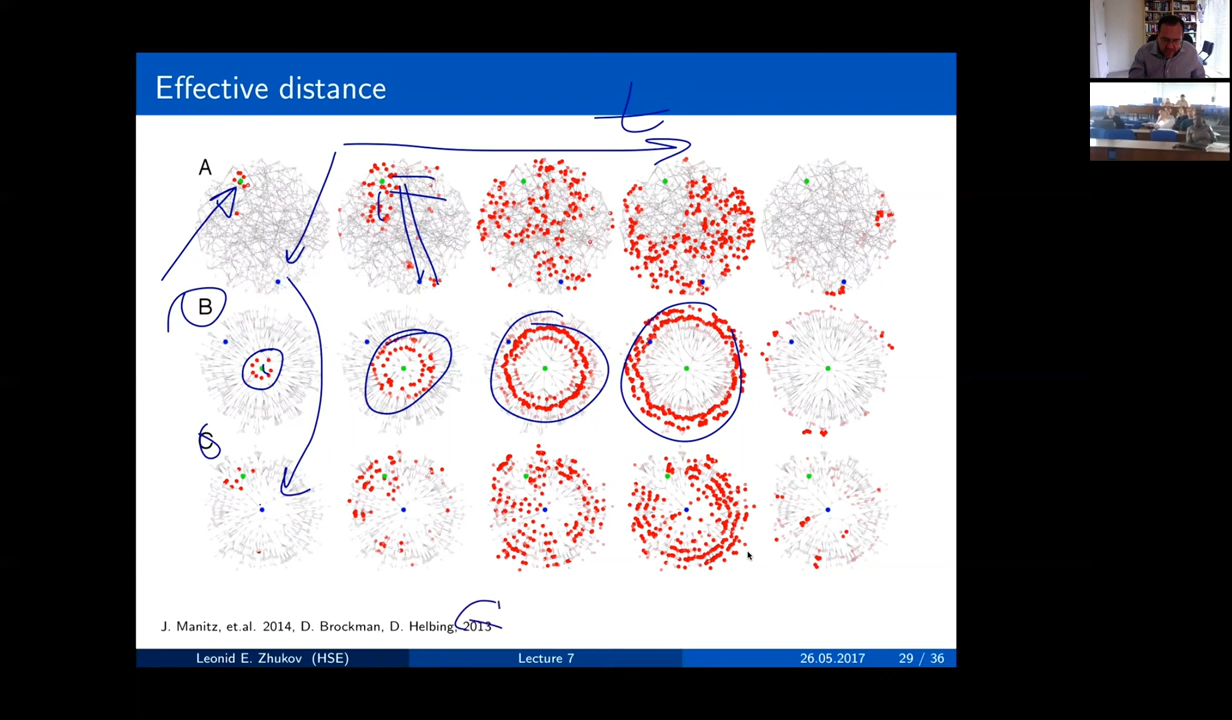 Effective distance
t
A
B
C
J. Manitz, et.al. 2014, D. Brockman, D. Helbing, 2013
Leonid E. Zhukov (HSE) Lecture 7 26.05.2017 29 / 36